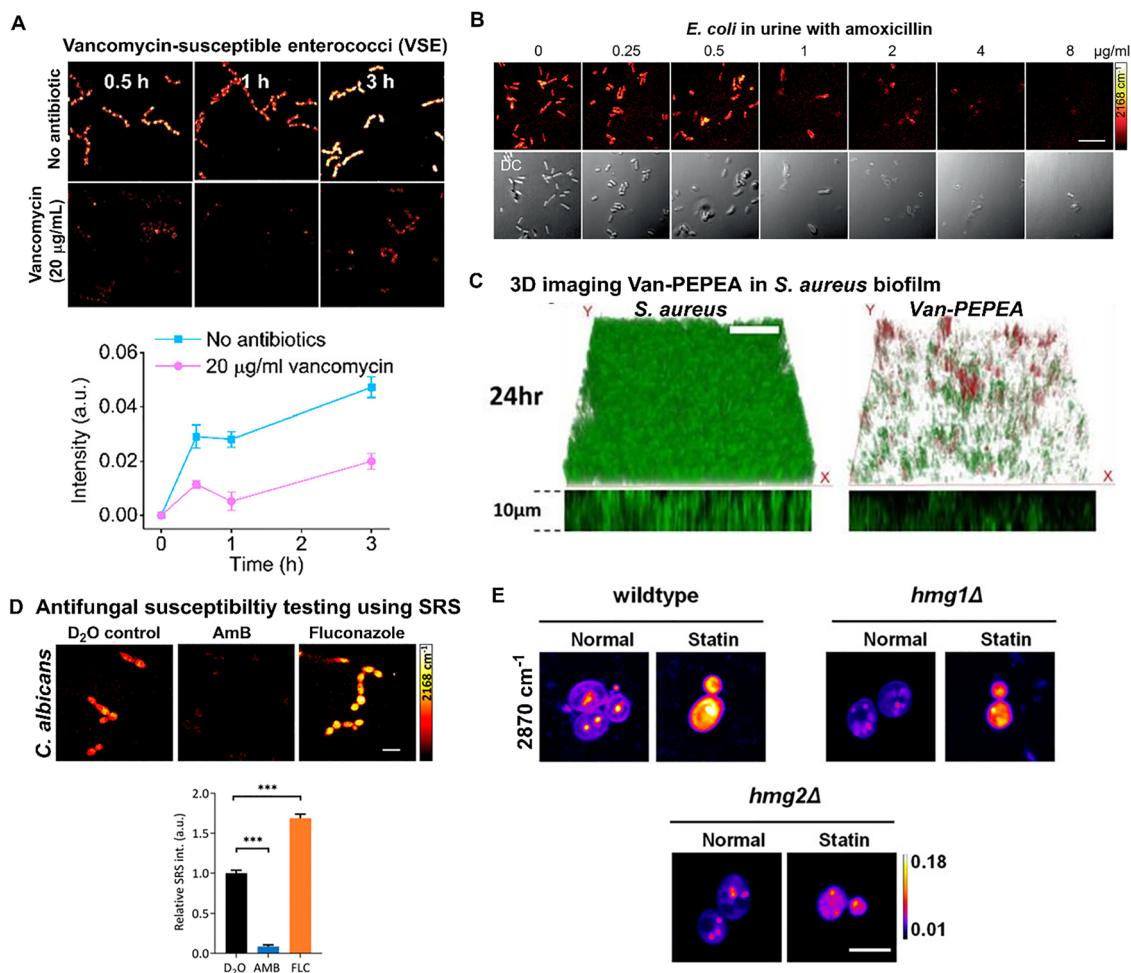 A
Vancomycin-susceptible enterococci (VSE)
No antibiotic
0.5 h
1 h
3 h
Vancomycin
(20 μg/mL)
No antibiotics
20 μg/ml vancomycin
Intensity (a.u.)
0.06
0.04
0.02
0.00
0 1 2 3
Time (h)
B
E. coli in urine with amoxicillin
0 0.25 0.5 1 2 4 8 μg/ml
2168 cm-1
DC
C
3D imaging Van-PEPEA in S. aureus biofilm
S. aureus
Van-PEPEA
Y
Y
24hr
X
X
10μm
D Antifungal susceptibiltiy testing using SRS
D2O control AmB Fluconazole
C. albicans
2168 cm-1
Relative SRS int. (a.u.)
2.0
1.5
1.0
0.5
0.0
***
***
D2O AMB FLC
E
wildtype
hmg1Δ
Normal Statin
Normal Statin
2870 cm-1
hmg2Δ
Normal Statin
0.18
0.01